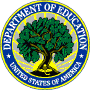 DEPARTMENT OF EDUCATION
UNITED STATES OF AMERICA